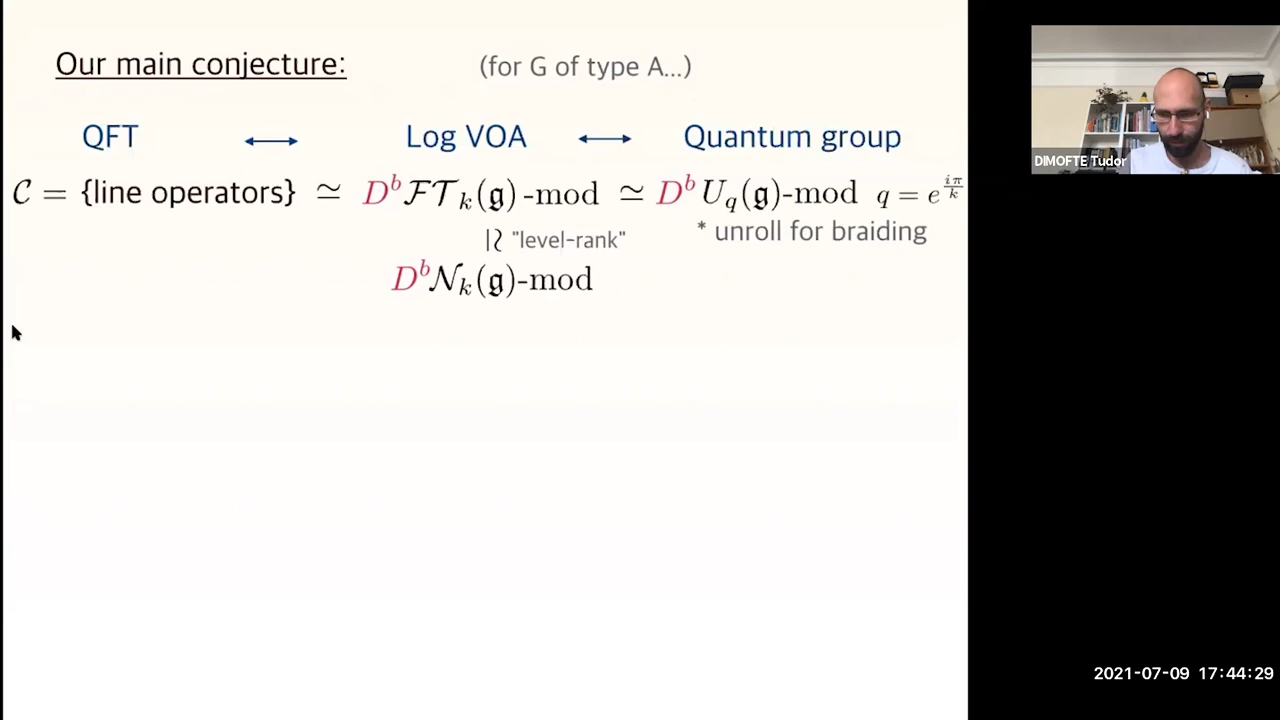 Our main conjecture: (for G of type A...)
QFT ⟷ Log VOA ⟷ Quantum group
𝒞 = {line operators} ≃ D^b ℱ𝒯_k(𝔤)-mod ≃ D^b U_q(𝔤)-mod q = e^{iπ/k}
|≀ "level-rank" * unroll for braiding
D^b 𝒩_k(𝔤)-mod
DIMOFTE Tudor
2021-07-09 17:44:29